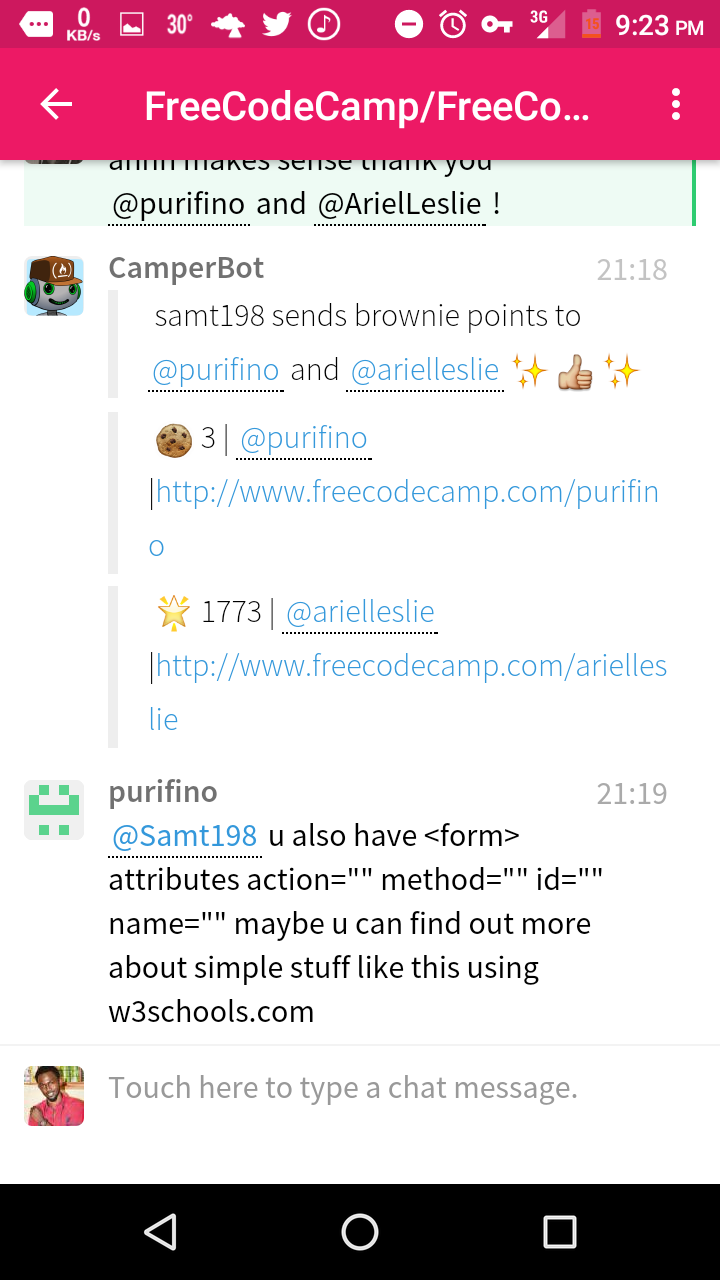 0
KB/s
30°
3G
15
9:23 PM
FreeCodeCamp/FreeCo...
ahhh makes sense thank you
@purifino and @ArielLeslie !
CamperBot 21:18
samt198 sends brownie points to
@purifino and @arielleslie
3 | @purifino
|http://www.freecodecamp.com/purifin
o
1773 | @arielleslie
|http://www.freecodecamp.com/arielles
lie
purifino 21:19
@Samt198 u also have <form>
attributes action="" method="" id=""
name="" maybe u can find out more
about simple stuff like this using
w3schools.com
Touch here to type a chat message.